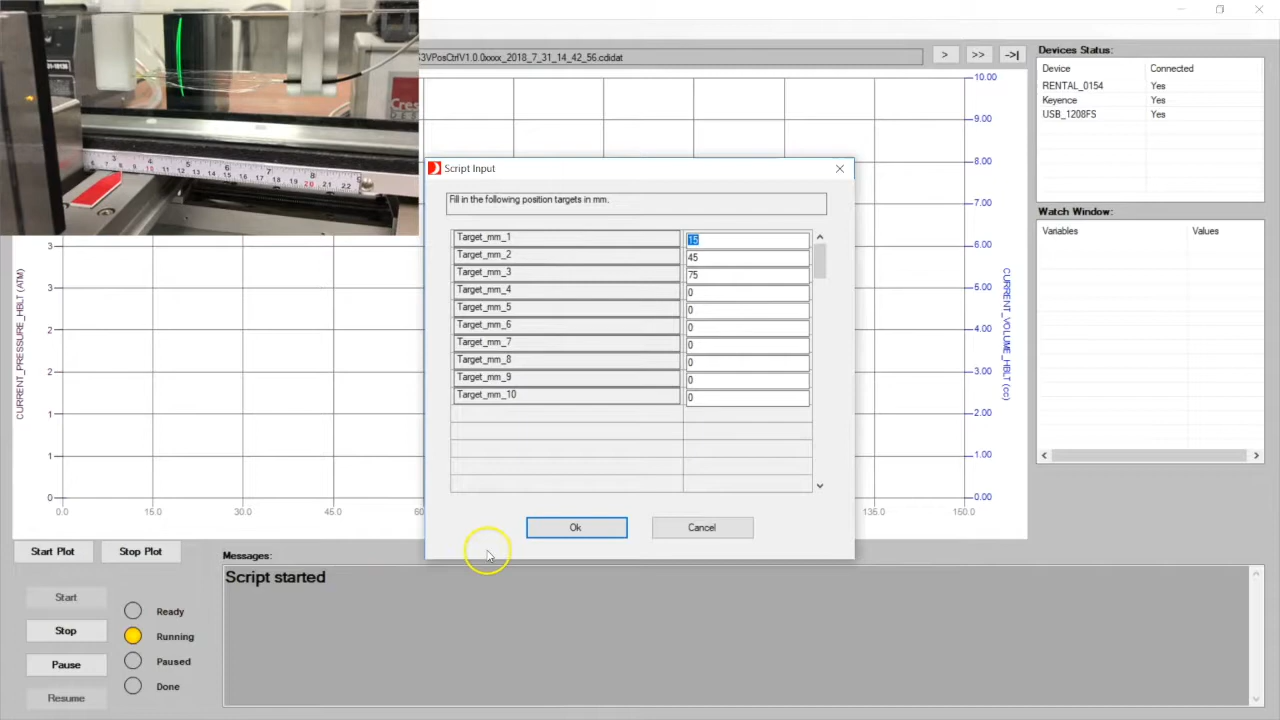 Cres
3VPosCtrlV1.0.0xxxx_2018_7_31_14_42_56.cdidat
> >> ->|
Devices Status:
Device Connected
RENTAL_0154 Yes
Keyence Yes
USB_1208FS Yes
Watch Window:
Variables Values
10.00
9.00
8.00
7.00
6.00
5.00
4.00
3.00
2.00
1.00
0.00
CURRENT_VOLUME_HBLT (cc)
CURRENT_PRESSURE_HBLT (ATM)
3
3
2
2
1
1
0
0.0 15.0 30.0 45.0 60 135.0 150.0
Script Input
Fill in the following position targets in mm.
Target_mm_1 15
Target_mm_2 45
Target_mm_3 75
Target_mm_4 0
Target_mm_5 0
Target_mm_6 0
Target_mm_7 0
Target_mm_8 0
Target_mm_9 0
Target_mm_10 0
Ok Cancel
Start Plot Stop Plot
Messages:
Script started
Start
Stop
Pause
Resume
Ready
Running
Paused
Done